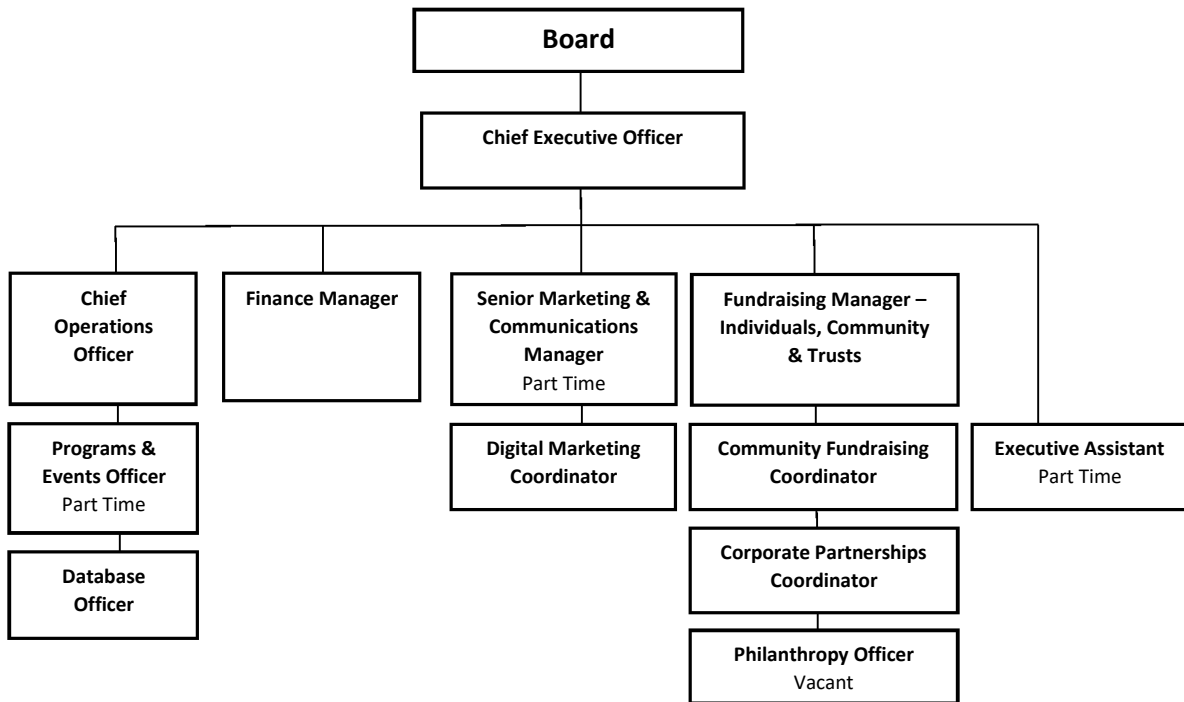 Board
Chief Executive Officer
Chief
Operations
Officer
Finance Manager
Senior Marketing &
Communications
Manager
Part Time
Fundraising Manager –
Individuals, Community
& Trusts
Programs &
Events Officer
Part Time
Digital Marketing
Coordinator
Community Fundraising
Coordinator
Executive Assistant
Part Time
Database
Officer
Corporate Partnerships
Coordinator
Philanthropy Officer
Vacant